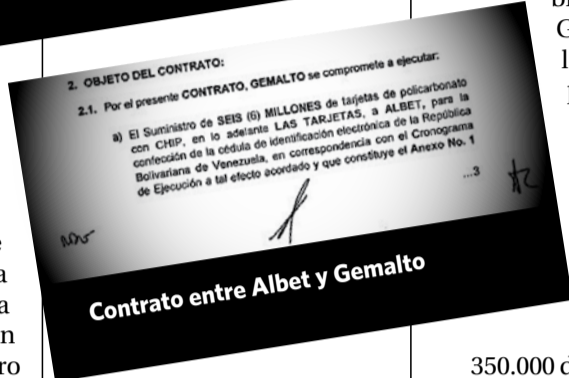 2. OBJETO DEL CONTRATO:
2.1. Por el presente CONTRATO, GEMALTO se compromete a ejecutar:
a) El Suministro de SEIS (6) MILLONES de tarjetas de policarbonato
con CHIP, en lo adelante LAS TARJETAS, a ALBET, para la
confección de la cédula de identificación electrónica de la República
Bolivariana de Venezuela, en correspondencia con el Cronograma
de Ejecución a tal efecto acordado y que constituye el Anexo No. 1
...3
Contrato entre Albet y Gemalto
350.000 d